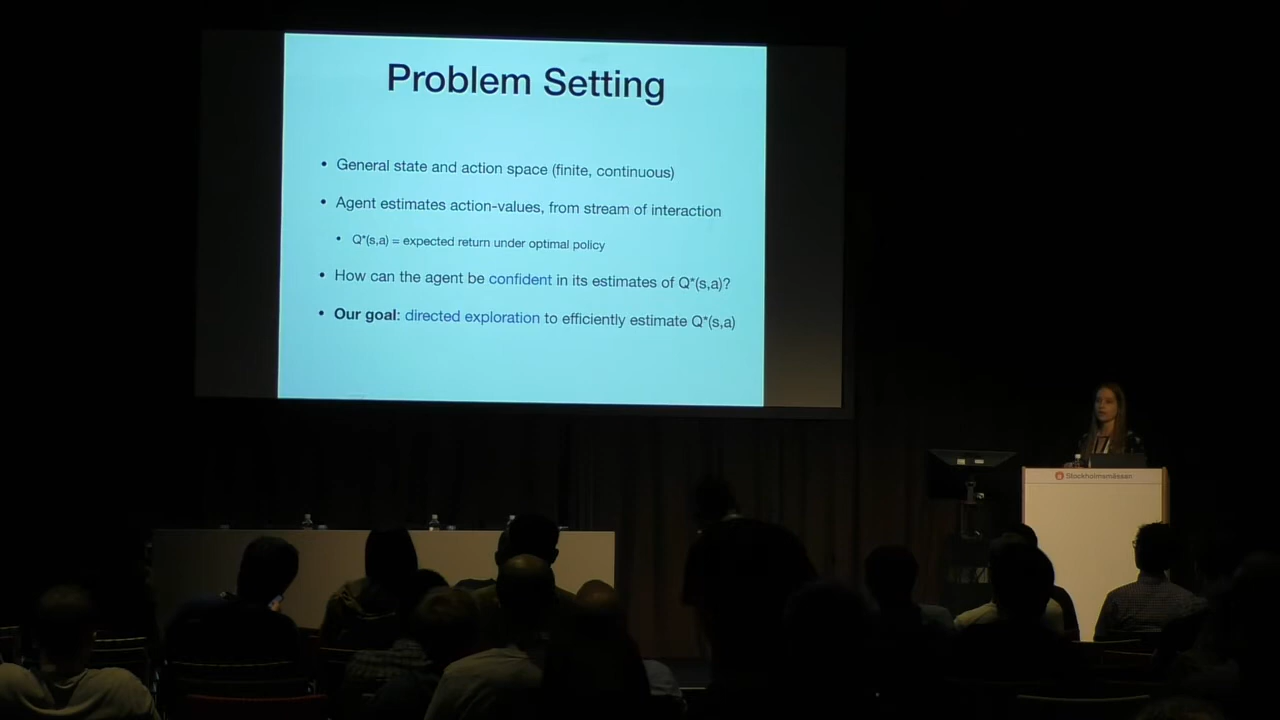 Problem Setting
• General state and action space (finite, continuous)
• Agent estimates action-values, from stream of interaction
• Q*(s,a) = expected return under optimal policy
• How can the agent be confident in its estimates of Q*(s,a)?
• Our goal: directed exploration to efficiently estimate Q*(s,a)
Stockholmsmässan